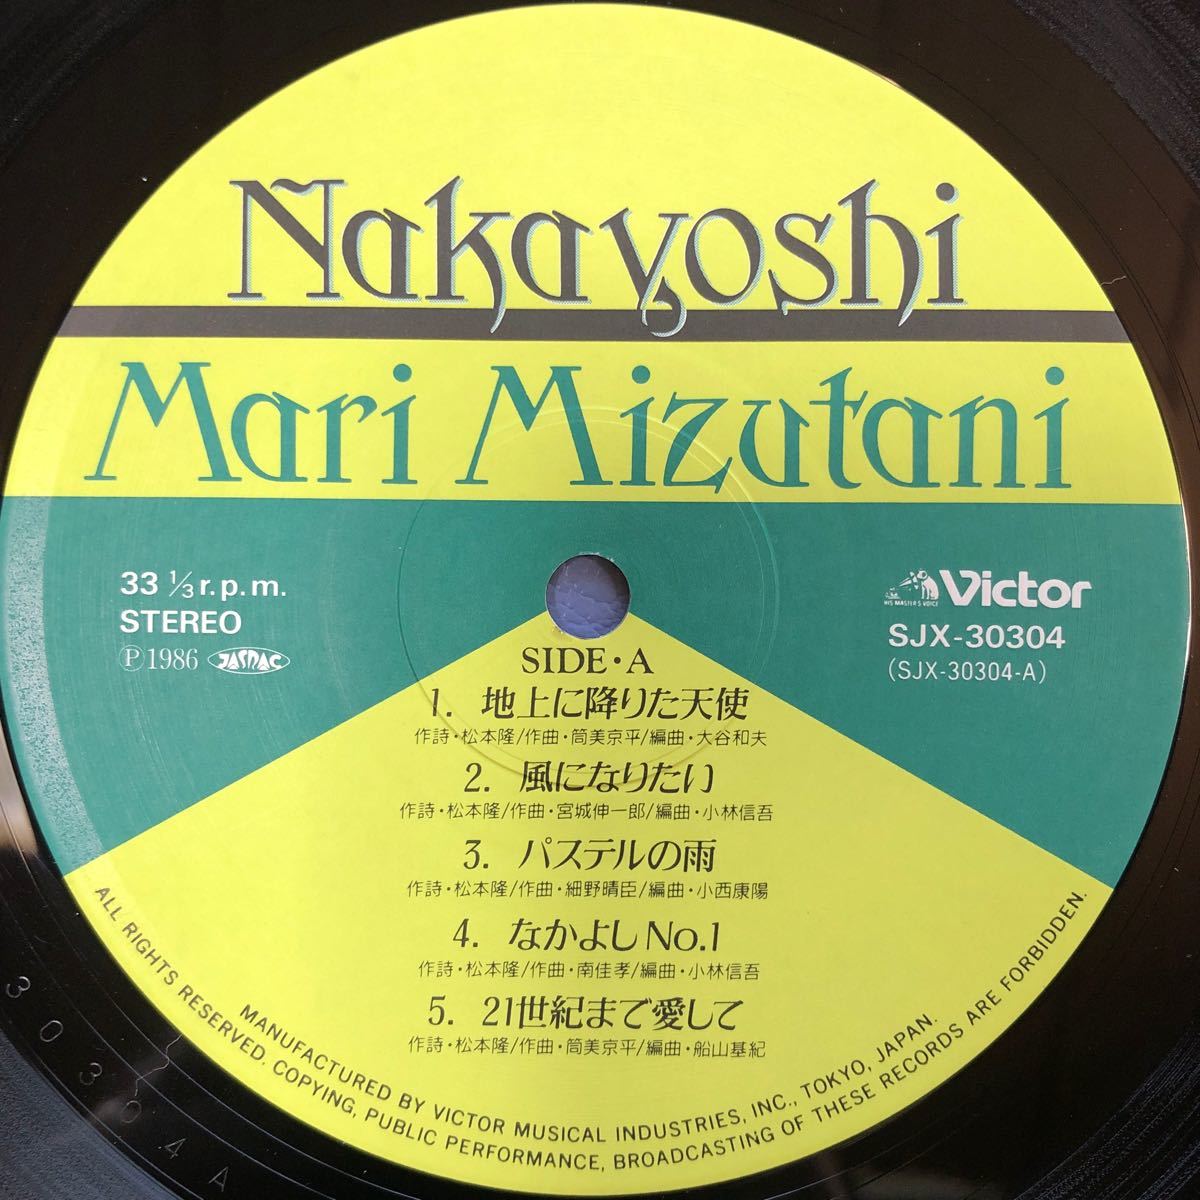 Nakayoshi
Mari Mizutani
33 1/3 r.p.m.
STEREO
Ⓟ1986 JASRAC
HIS MASTER'S VOICE
Victor
SJX-30304
(SJX-30304-A)
SIDE・A
1. 地上に降りた天使
作詩・松本隆/作曲・筒美京平/編曲・大谷和夫
2. 風になりたい
作詩・松本隆/作曲・宮城伸一郎/編曲・小林信吾
3. パステルの雨
作詩・松本隆/作曲・細野晴臣/編曲・小西康陽
4. なかよしNo.1
作詩・松本隆/作曲・南佳孝/編曲・小林信吾
5. 21世紀まで愛して
作詩・松本隆/作曲・筒美京平/編曲・船山基紀
MANUFACTURED BY VICTOR MUSICAL INDUSTRIES, INC., TOKYO, JAPAN.
ALL RIGHTS RESERVED. COPYING, PUBLIC PERFORMANCE, BROADCASTING OF THESE RECORDS ARE FORBIDDEN.
30304A